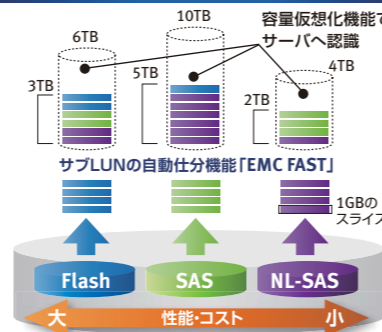 容量仮想化機能で
サーバへ認識
10TB
6TB
4TB
3TB
5TB
2TB
サブLUNの自動仕分機能「EMC FAST」
1GBの
スライス
Flash
SAS
NL-SAS
大
性能・コスト
小